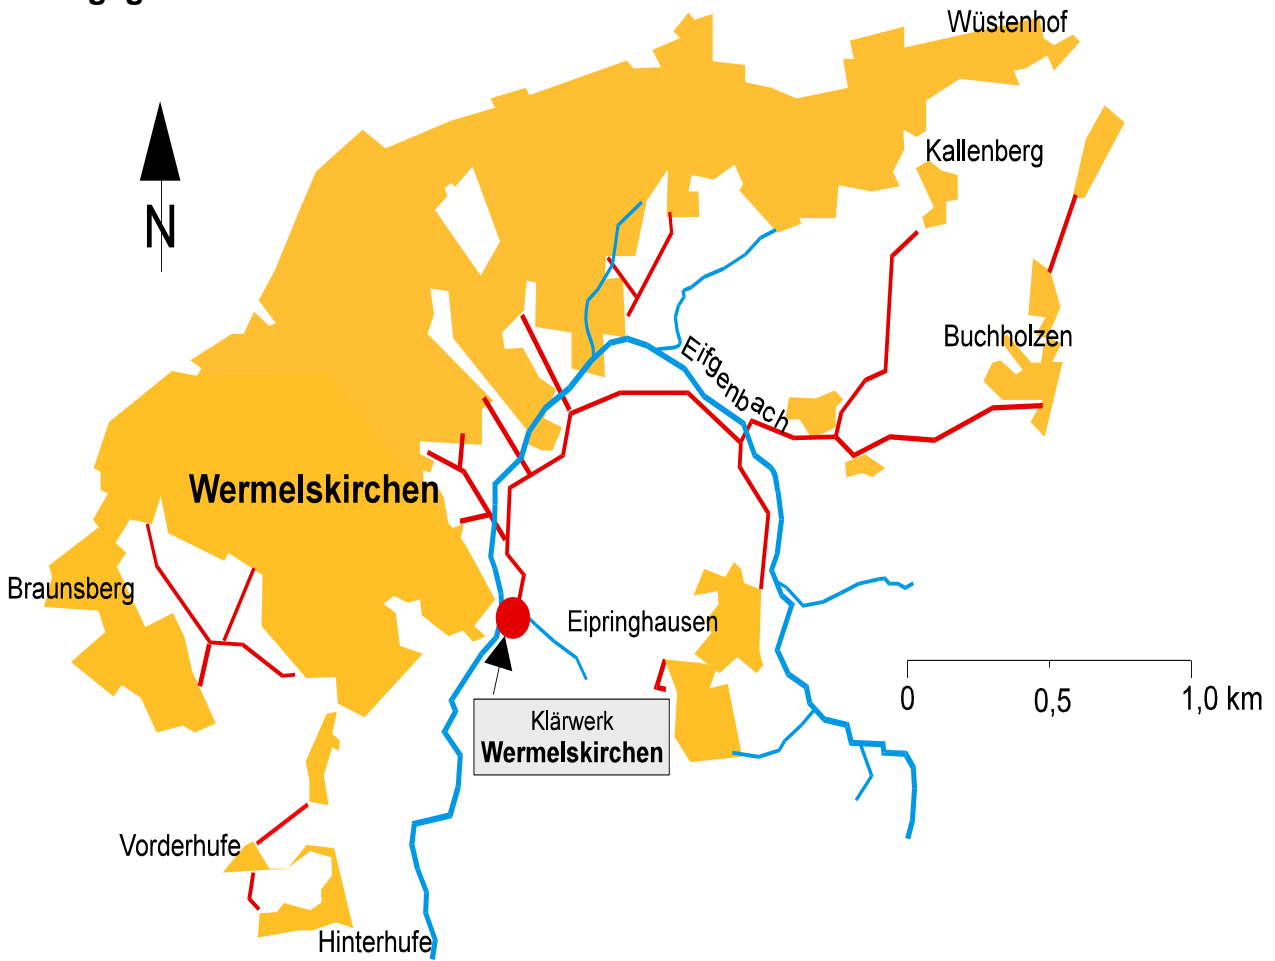 Wüstenhof
Kallenberg
N
Buchholzen
Eifgenbach
Wermelskirchen
Braunsberg
Eipringhausen
0 0,5 1,0 km
Klärwerk
Wermelskirchen
Vorderhufe
Hinterhufe